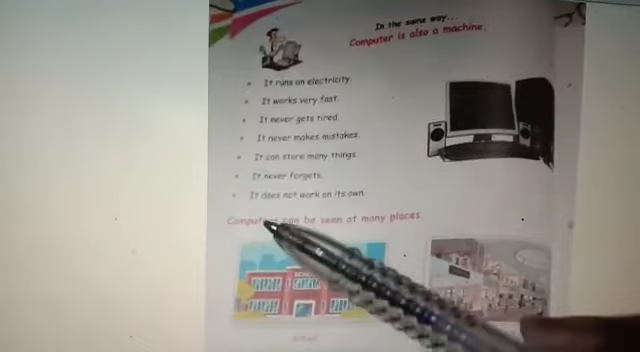 In the same way...
Computer is also a machine.
It runs on electricity.
It works very fast.
It never gets tired.
It never makes mistakes.
It can store many things.
It never forgets.
It does not work on its own.
Computers can be seen at many places.